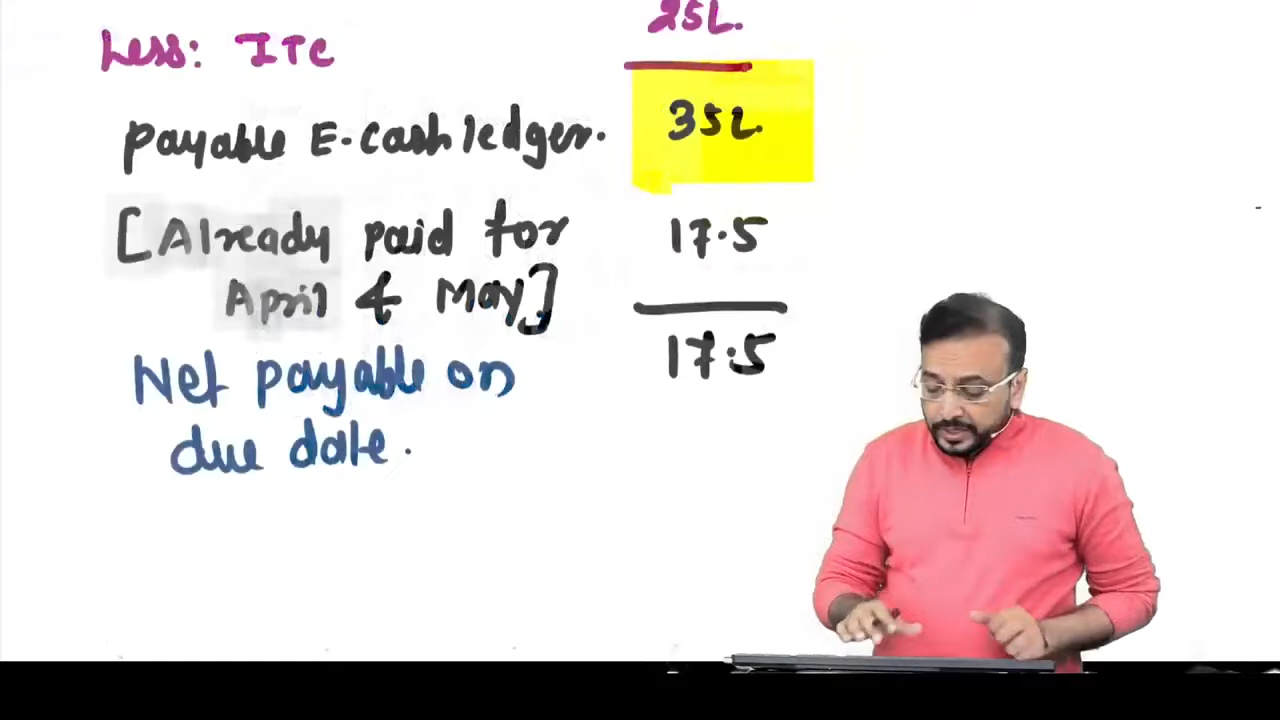 25L.
Less: ITC
Payable E-cash ledger. 35L.
[Already paid for 17.5
April & May]
Net payable on 17.5
due date.